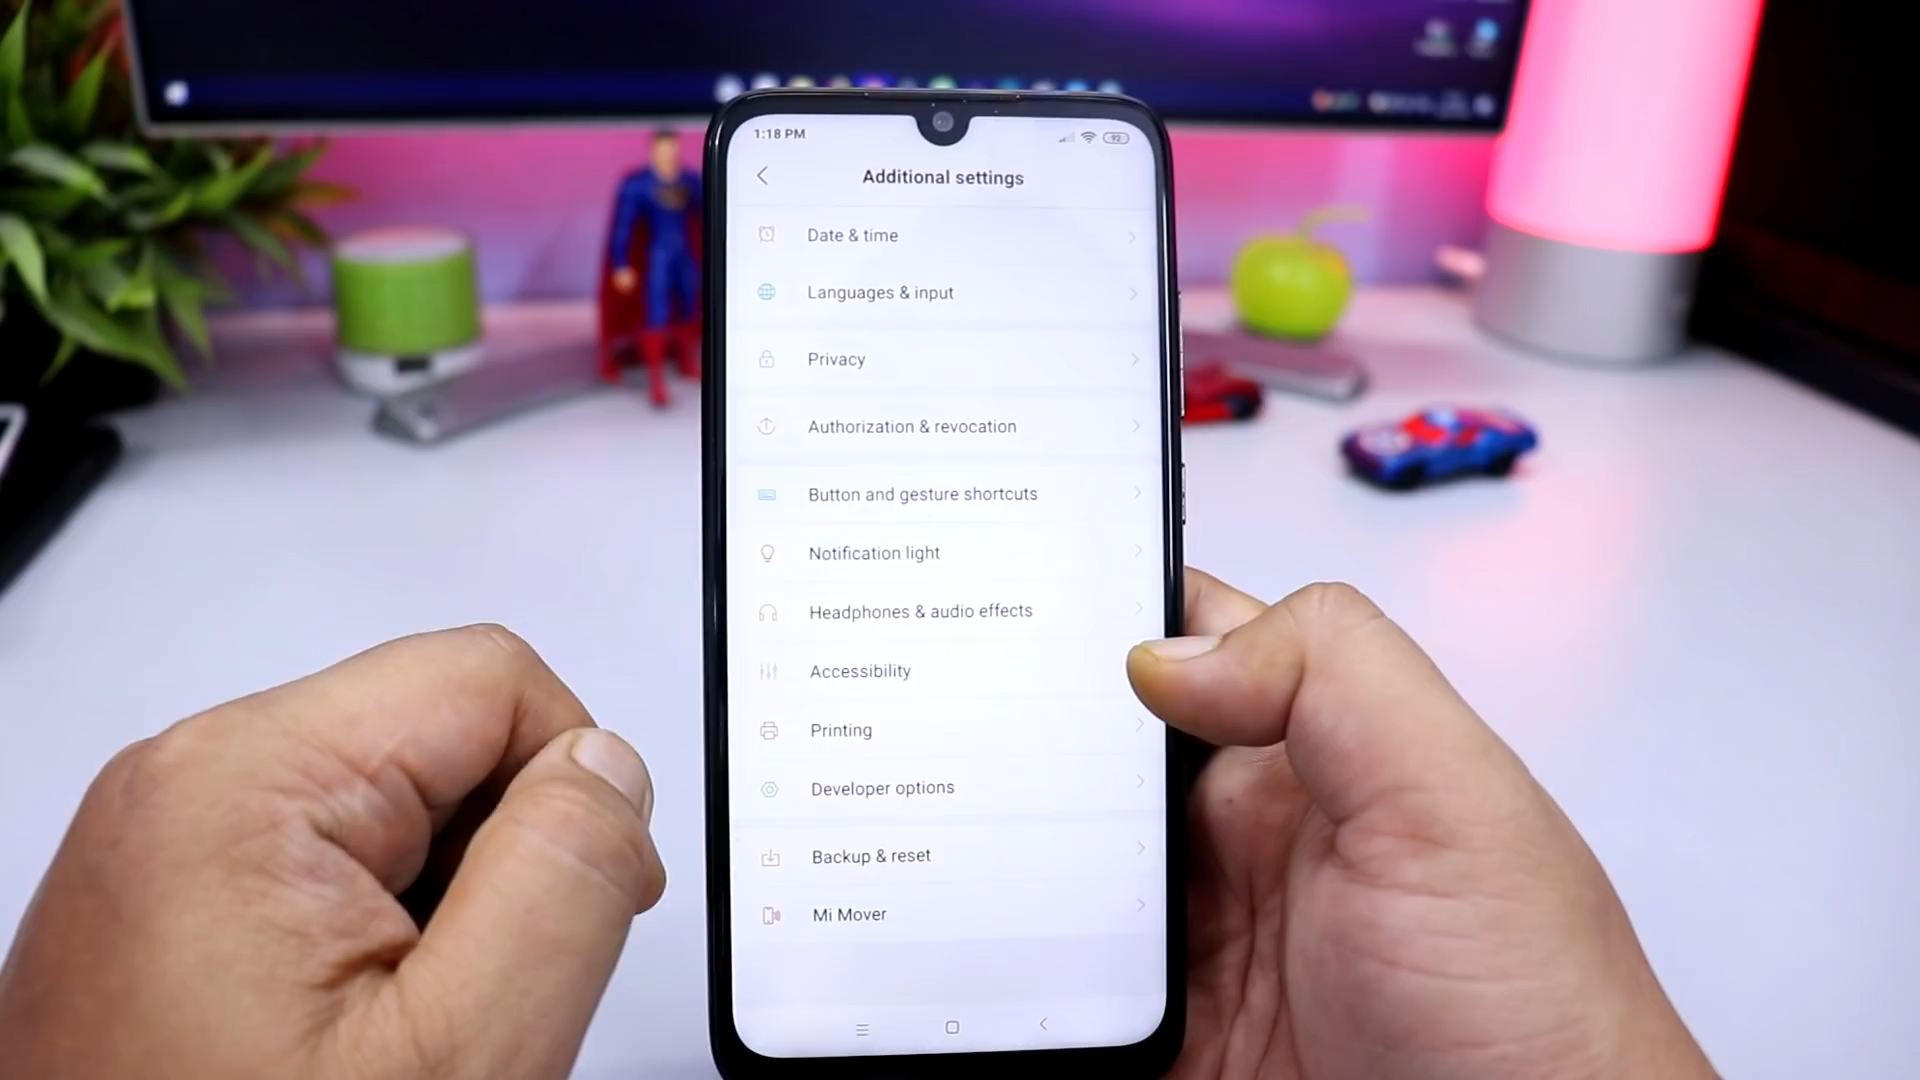 1:18 PM
92
Additional settings
Date & time
Languages & input
Privacy
Authorization & revocation
Button and gesture shortcuts
Notification light
Headphones & audio effects
Accessibility
Printing
Developer options
Backup & reset
Mi Mover